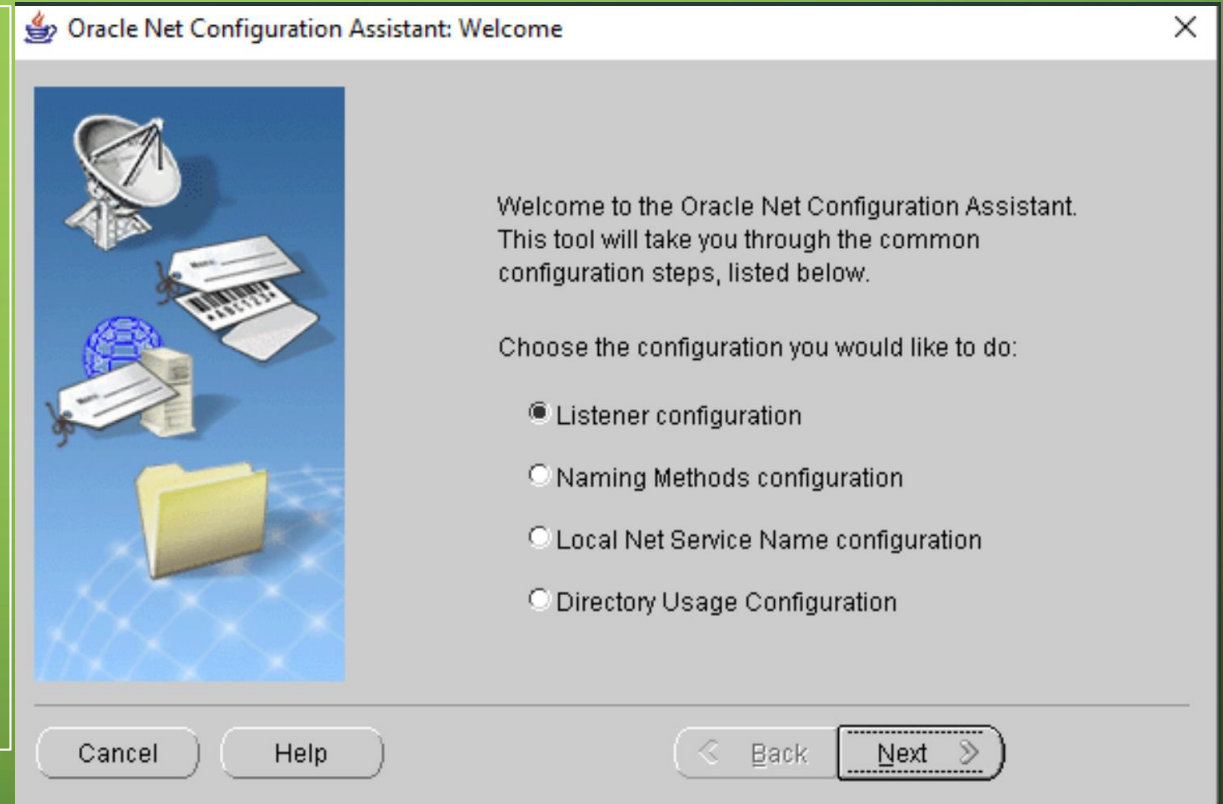 Oracle Net Configuration Assistant: Welcome
Welcome to the Oracle Net Configuration Assistant.
This tool will take you through the common
configuration steps, listed below.
Choose the configuration you would like to do:
Listener configuration
Naming Methods configuration
Local Net Service Name configuration
Directory Usage Configuration
Cancel
Help
Back
Next